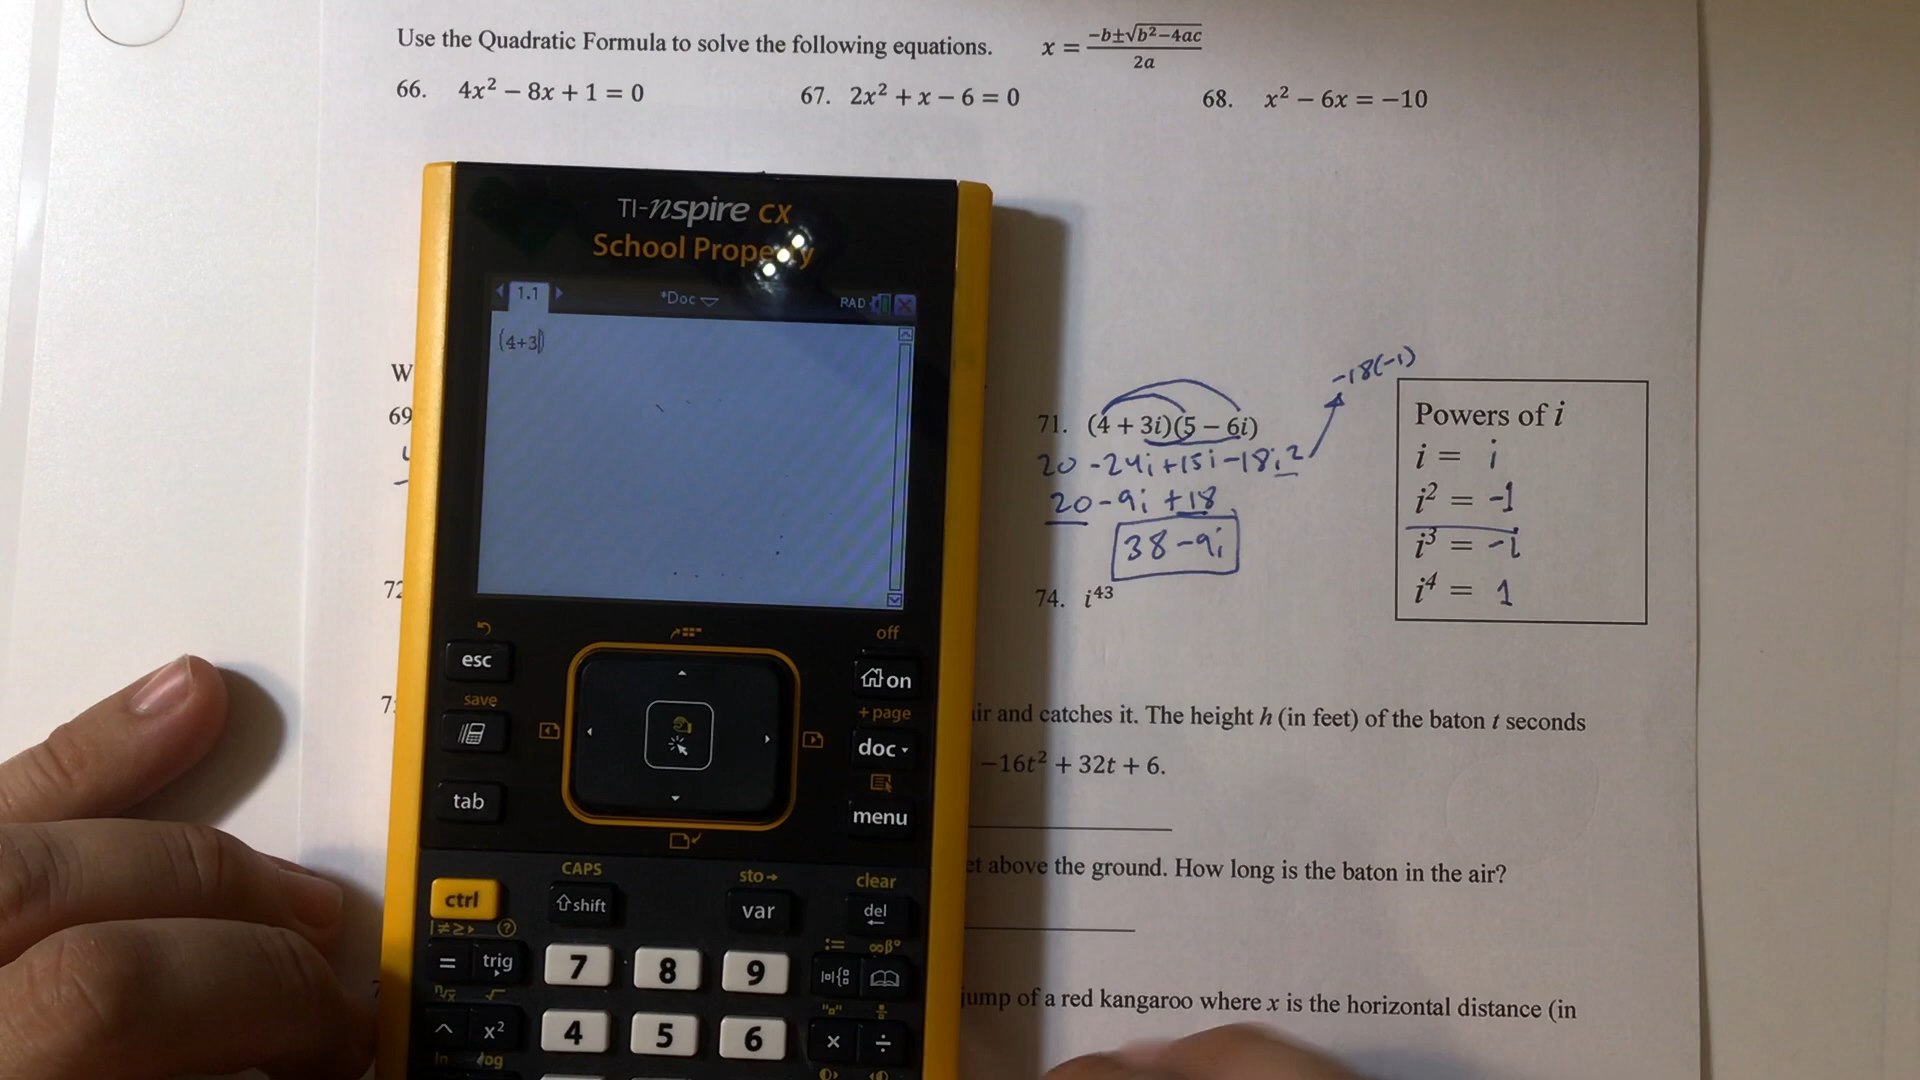 Use the Quadratic Formula to solve the following equations. x = -b±√b²-4ac / 2a
66. 4x² - 8x + 1 = 0 67. 2x² + x - 6 = 0 68. x² - 6x = -10
TI-nspire CX
School Property
1.1 *Doc RAD
(4+3)
W
69
-18(-1)
71. (4 + 3i)(5 - 6i)
20 -24i +15i -18i²
20 -9i +18
38 -9i
Powers of i
i = i
i² = -1
i³ = -i
i⁴ = 1
72
74. i⁴³
esc
off
on
save
+ page
doc
tab
menu
ir and catches it. The height h (in feet) of the baton t seconds
-16t² + 32t + 6.
et above the ground. How long is the baton in the air?
jump of a red kangaroo where x is the horizontal distance (in
CAPS sto→ clear
ctrl shift var del
|≠≥▸ ? := ∞β°
= trig 7 8 9
ⁿ√x √
^ x² 4 5 6 × ÷
ln log